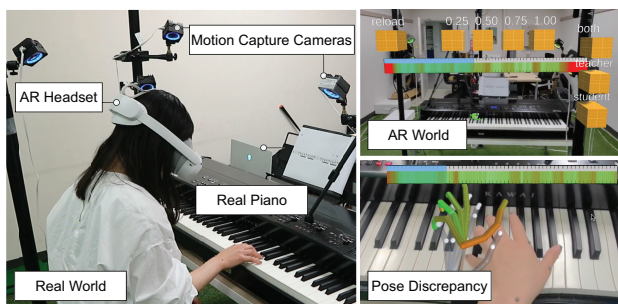 Motion Capture Cameras
AR Headset
Real Piano
Real World
reload
0.25
0.50
0.75
1.00
both
teacher
student
AR World
KAWAI
Pose Discrepancy